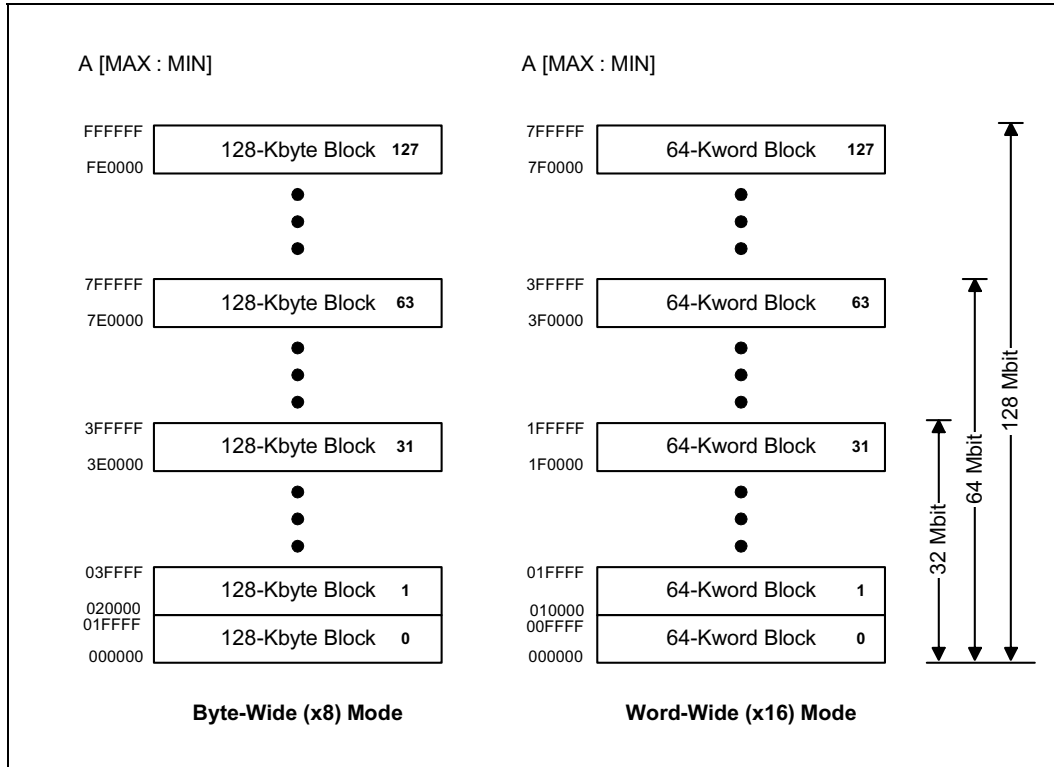 A [MAX : MIN]
FFFFFF
128-Kbyte Block 127
FE0000
7FFFFF
128-Kbyte Block 63
7E0000
3FFFFF
128-Kbyte Block 31
3E0000
03FFFF
128-Kbyte Block 1
020000
01FFFF
128-Kbyte Block 0
000000
Byte-Wide (x8) Mode
A [MAX : MIN]
7FFFFF
64-Kword Block 127
7F0000
3FFFFF
64-Kword Block 63
3F0000
1FFFFF
64-Kword Block 31
1F0000
01FFFF
64-Kword Block 1
010000
00FFFF
64-Kword Block 0
000000
Word-Wide (x16) Mode
32 Mbit
64 Mbit
128 Mbit